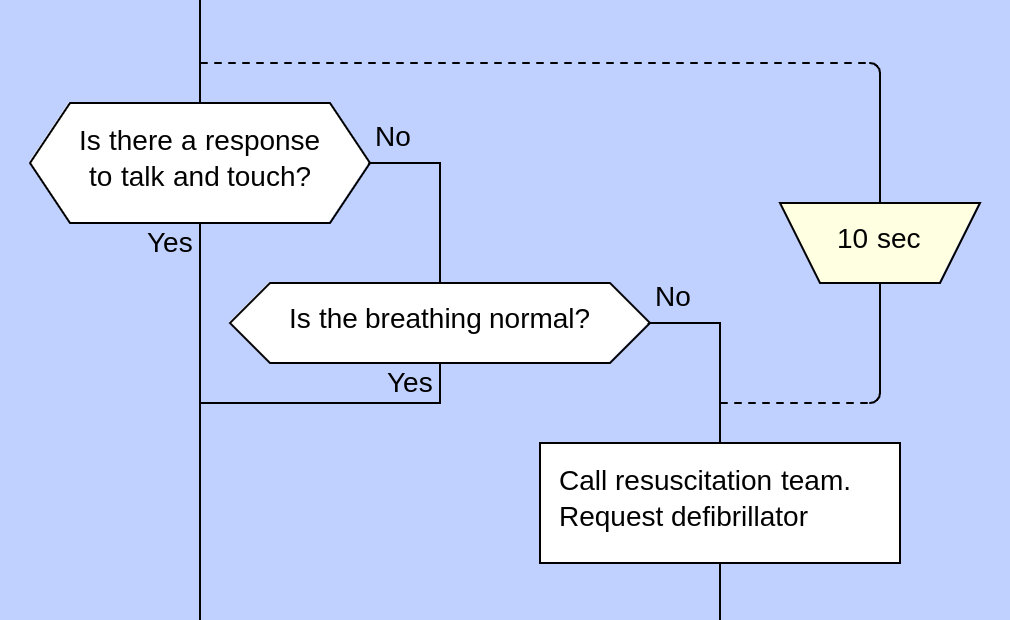 Is there a response
to talk and touch?
No
Yes
10 sec
Is the breathing normal?
No
Yes
Call resuscitation team.
Request defibrillator